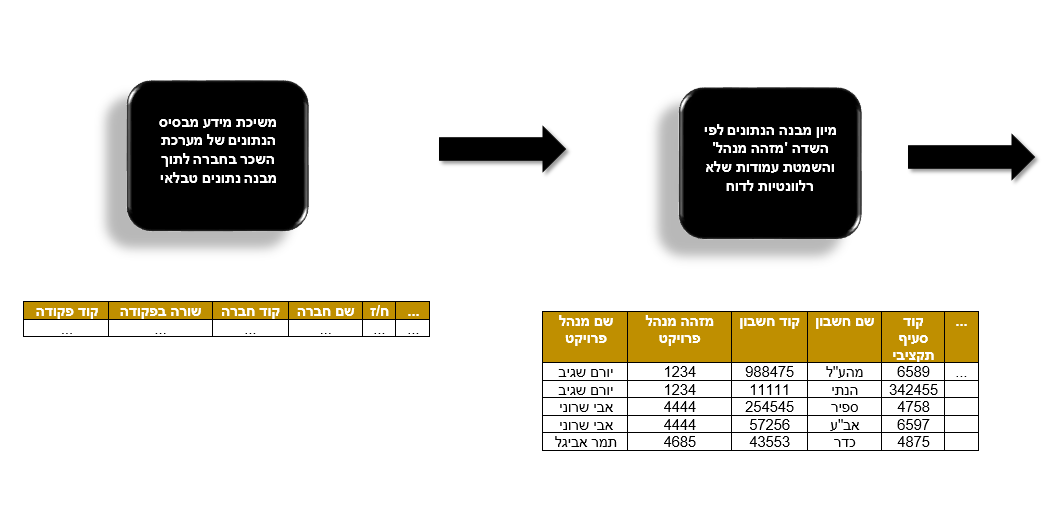 משיכת מידע מבסיס
הנתונים של מערכת
השכר בחברה לתוך
מבנה נתונים טבלאי
מיון מבנה הנתונים לפי
השדה 'מזהה מנהל'
והשמטת עמודות שלא
רלוונטיות לדוח
קוד פקודה שורה בפקודה קוד חברה שם חברה ח/ז ...
... ... ... ... ... ...
שם מנהל פרויקט מזהה מנהל פרויקט קוד חשבון שם חשבון קוד סעיף תקציבי ...
יורם שגיב 1234 988475 מהע"ל 6589 ...
יורם שגיב 1234 11111 הנתי 342455
אבי שרוני 4444 254545 ספיר 4758
אבי שרוני 4444 57256 אב"ע 6597
תמר אביגל 4685 43553 כדר 4875